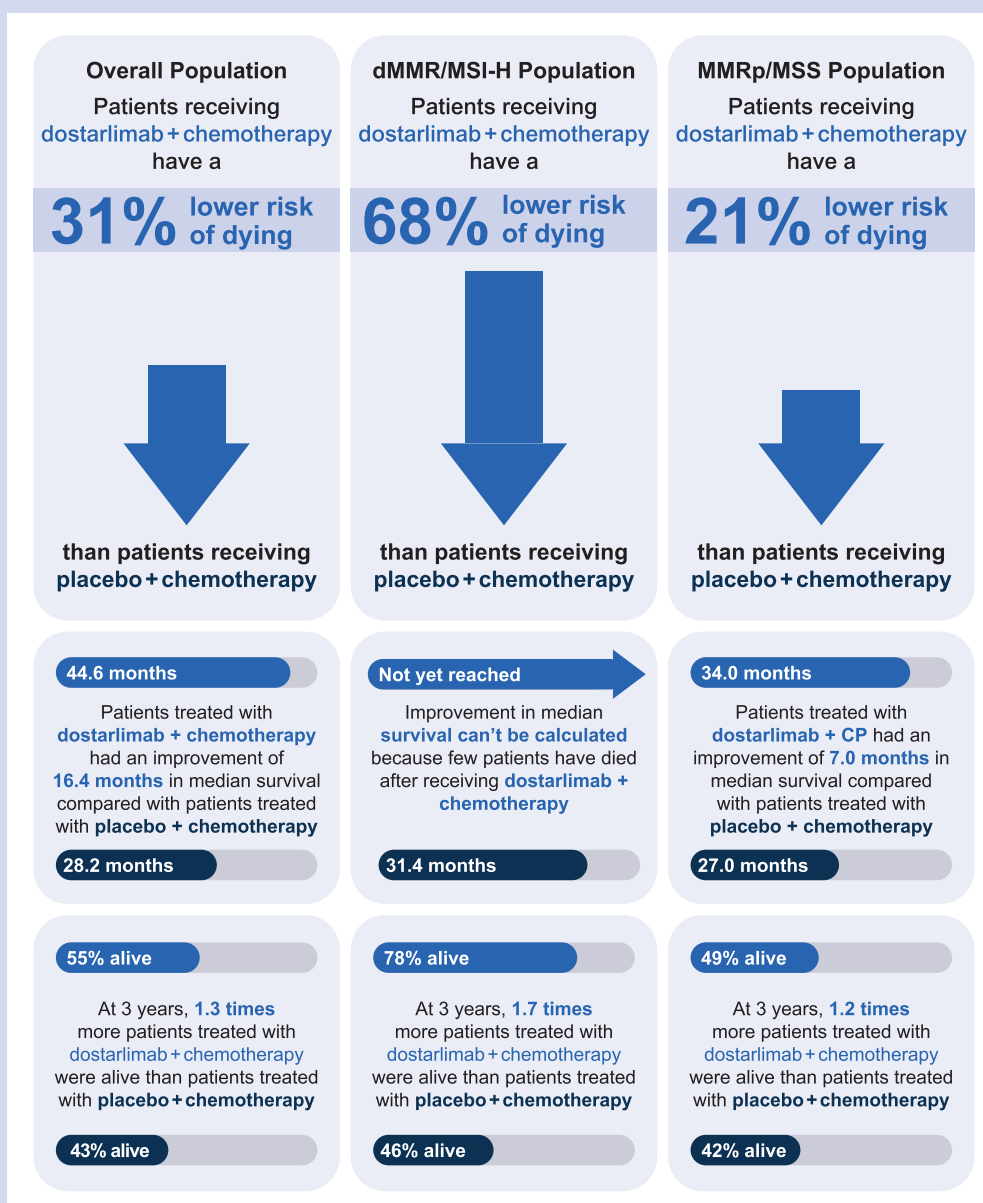 Overall Population
Patients receiving
dostarlimab + chemotherapy
have a
31% lower risk
of dying
than patients receiving
placebo + chemotherapy
dMMR/MSI-H Population
Patients receiving
dostarlimab + chemotherapy
have a
68% lower risk
of dying
than patients receiving
placebo + chemotherapy
MMRp/MSS Population
Patients receiving
dostarlimab + chemotherapy
have a
21% lower risk
of dying
than patients receiving
placebo + chemotherapy
44.6 months
Patients treated with
dostarlimab + chemotherapy
had an improvement of
16.4 months in median survival
compared with patients treated
with placebo + chemotherapy
28.2 months
Not yet reached
Improvement in median
survival can't be calculated
because few patients have died
after receiving dostarlimab +
chemotherapy
31.4 months
34.0 months
Patients treated with
dostarlimab + CP had an
improvement of 7.0 months in
median survival compared
with patients treated with
placebo + chemotherapy
27.0 months
55% alive
At 3 years, 1.3 times
more patients treated with
dostarlimab + chemotherapy
were alive than patients treated
with placebo + chemotherapy
43% alive
78% alive
At 3 years, 1.7 times
more patients treated with
dostarlimab + chemotherapy
were alive than patients treated
with placebo + chemotherapy
46% alive
49% alive
At 3 years, 1.2 times
more patients treated with
dostarlimab + chemotherapy
were alive than patients treated
with placebo + chemotherapy
42% alive